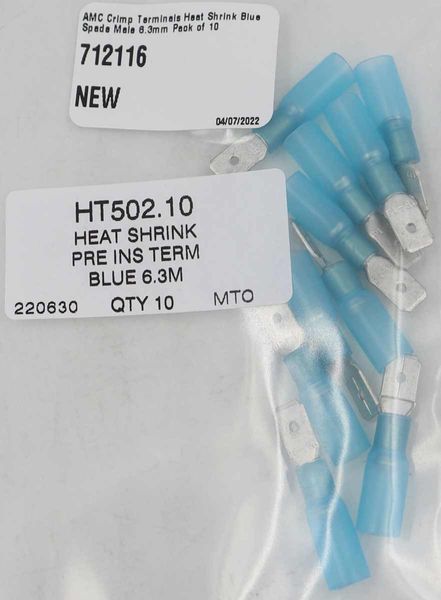 AMC Crimp Terminals Heat Shrink Blue
Spade Male 6.3mm Pack of 10
712116
NEW
04/07/2022
HT502.10
HEAT SHRINK
PRE INS TERM
BLUE 6.3M
220630 QTY 10 MTO